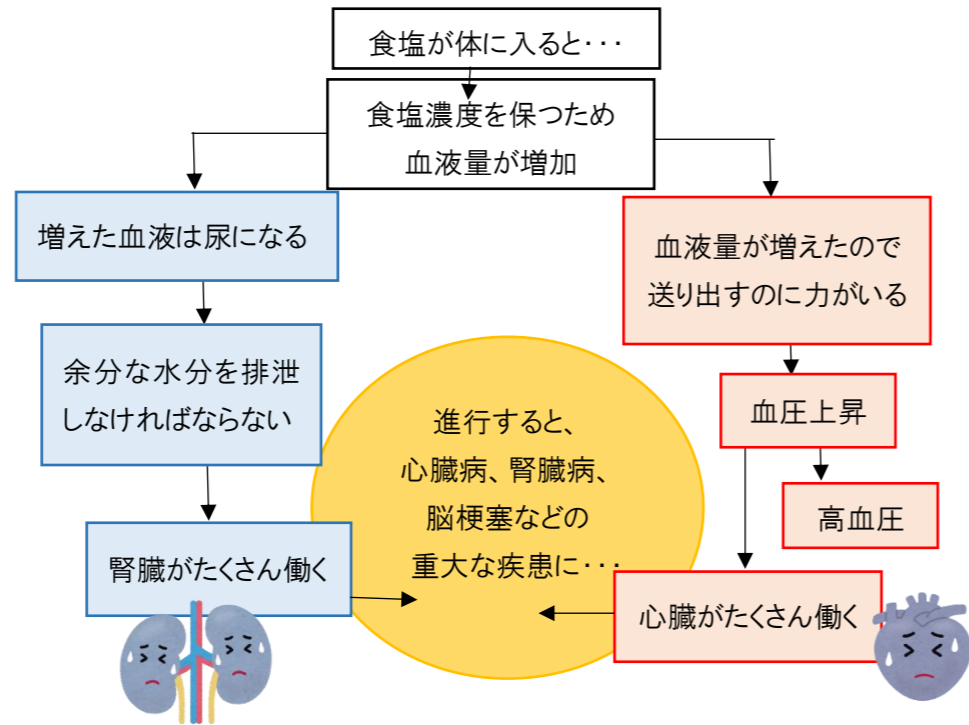 食塩が体に入ると・・・
食塩濃度を保つため
血液量が増加
増えた血液は尿になる
余分な水分を排泄
しなければならない
腎臓がたくさん働く
血液量が増えたので
送り出すのに力がいる
血圧上昇
高血圧
心臓がたくさん働く
進行すると、
心臓病、腎臓病、
脳梗塞などの
重大な疾患に・・・